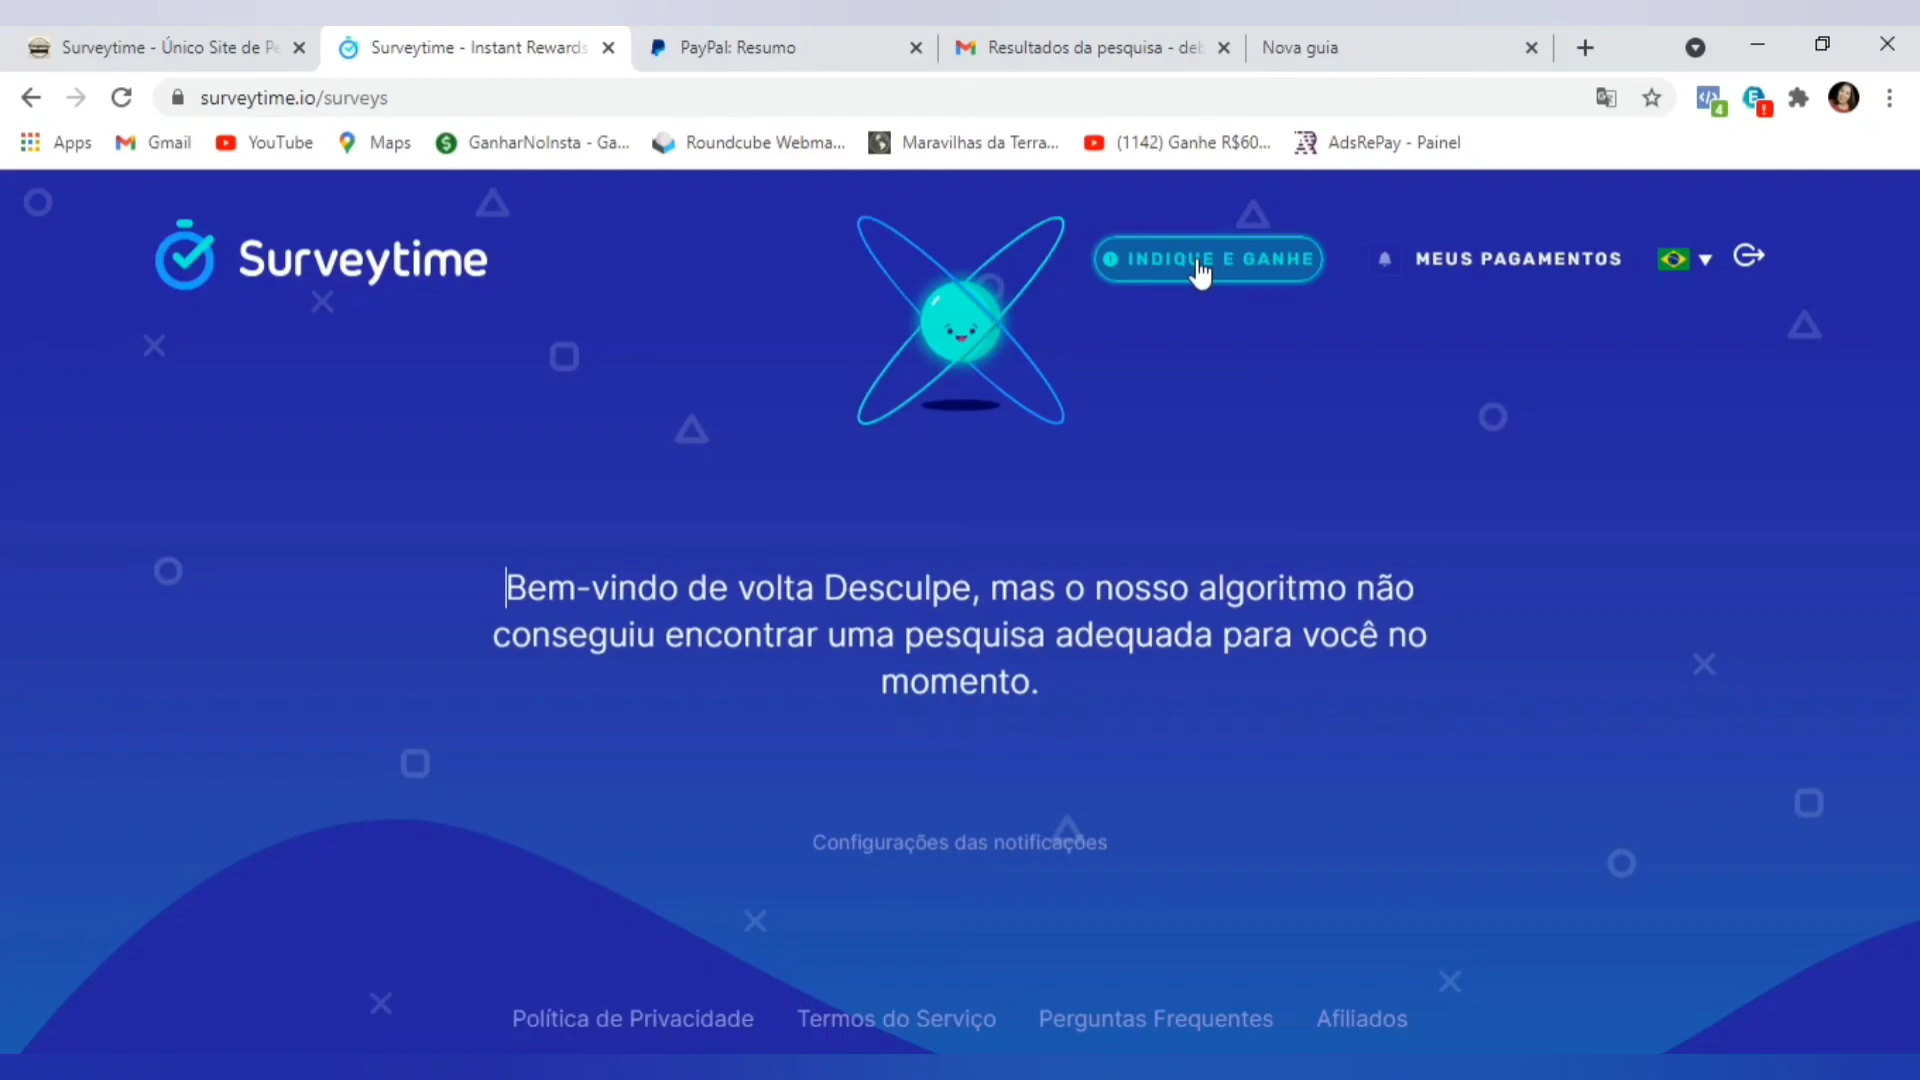 Surveytime - Único Site de Pe
Surveytime - Instant Rewards
PayPal: Resumo
Resultados da pesquisa - deb
Nova guia
surveytime.io/surveys
4
Apps
Gmail
YouTube
Maps
GanharNoInsta - Ga...
Roundcube Webma...
Maravilhas da Terra...
(1142) Ganhe R$60...
AdsRePay - Painel
Surveytime
INDIQUE E GANHE
MEUS PAGAMENTOS
Bem-vindo de volta Desculpe, mas o nosso algoritmo não
conseguiu encontrar uma pesquisa adequada para você no
momento.
Configurações das notificações
Política de Privacidade
Termos do Serviço
Perguntas Frequentes
Afiliados